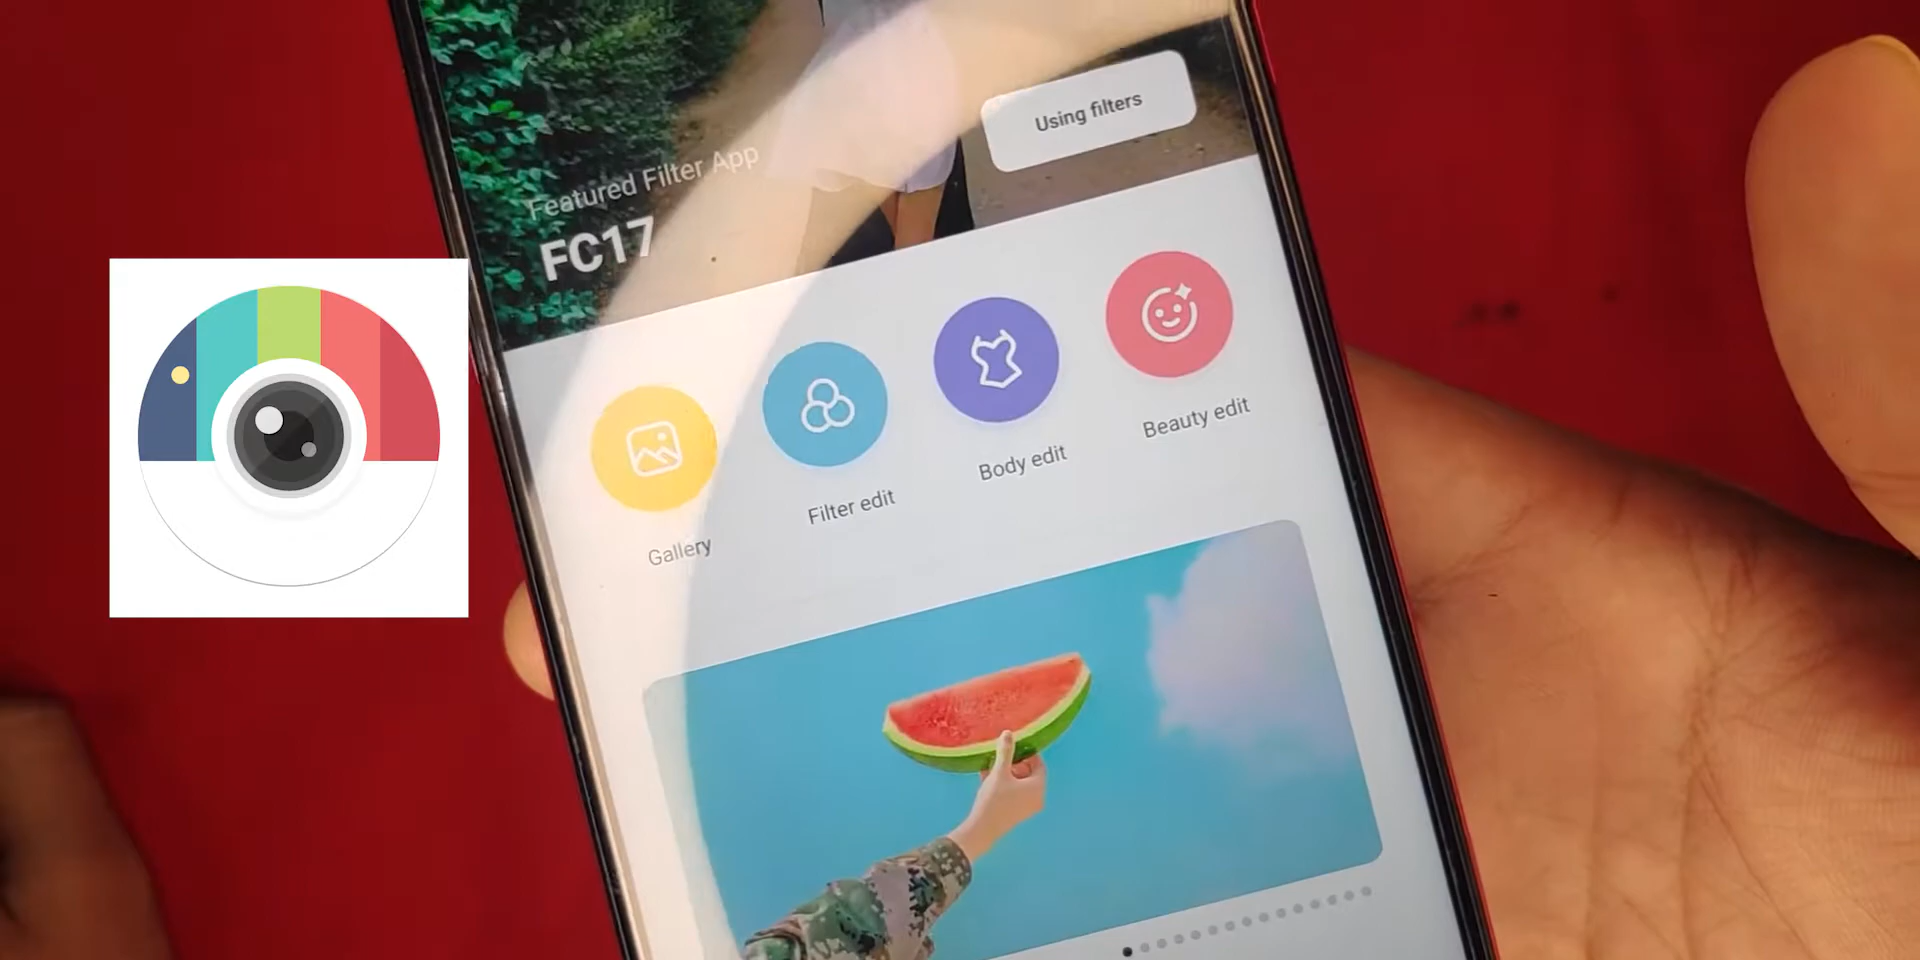 Using filters
Featured Filter App
FC17
Gallery
Filter edit
Body edit
Beauty edit